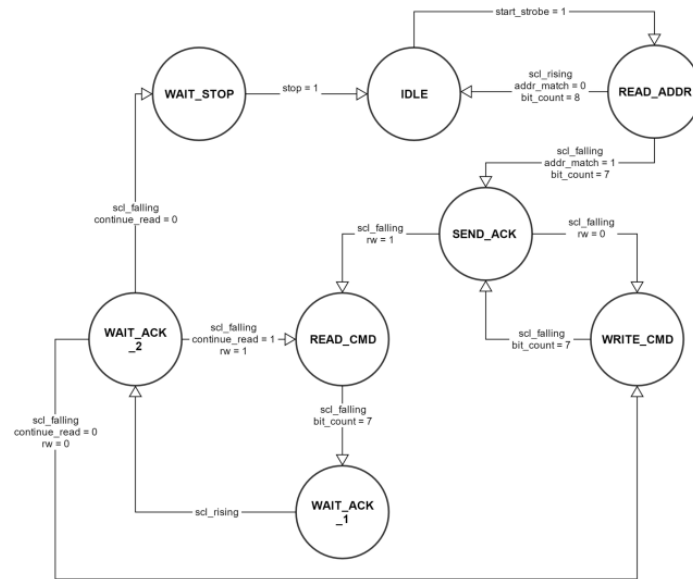 start_strobe = 1
WAIT_STOP
stop = 1
IDLE
scl_rising
addr_match = 0
bit_count = 8
READ_ADDR
scl_falling
addr_match = 1
bit_count = 7
scl_falling
continue_read = 0
scl_falling
rw = 1
SEND_ACK
scl_falling
rw = 0
WAIT_ACK
_2
scl_falling
continue_read = 1
rw = 1
READ_CMD
scl_falling
bit_count = 7
WRITE_CMD
scl_falling
continue_read = 0
rw = 0
scl_falling
bit_count = 7
scl_rising
WAIT_ACK
_1